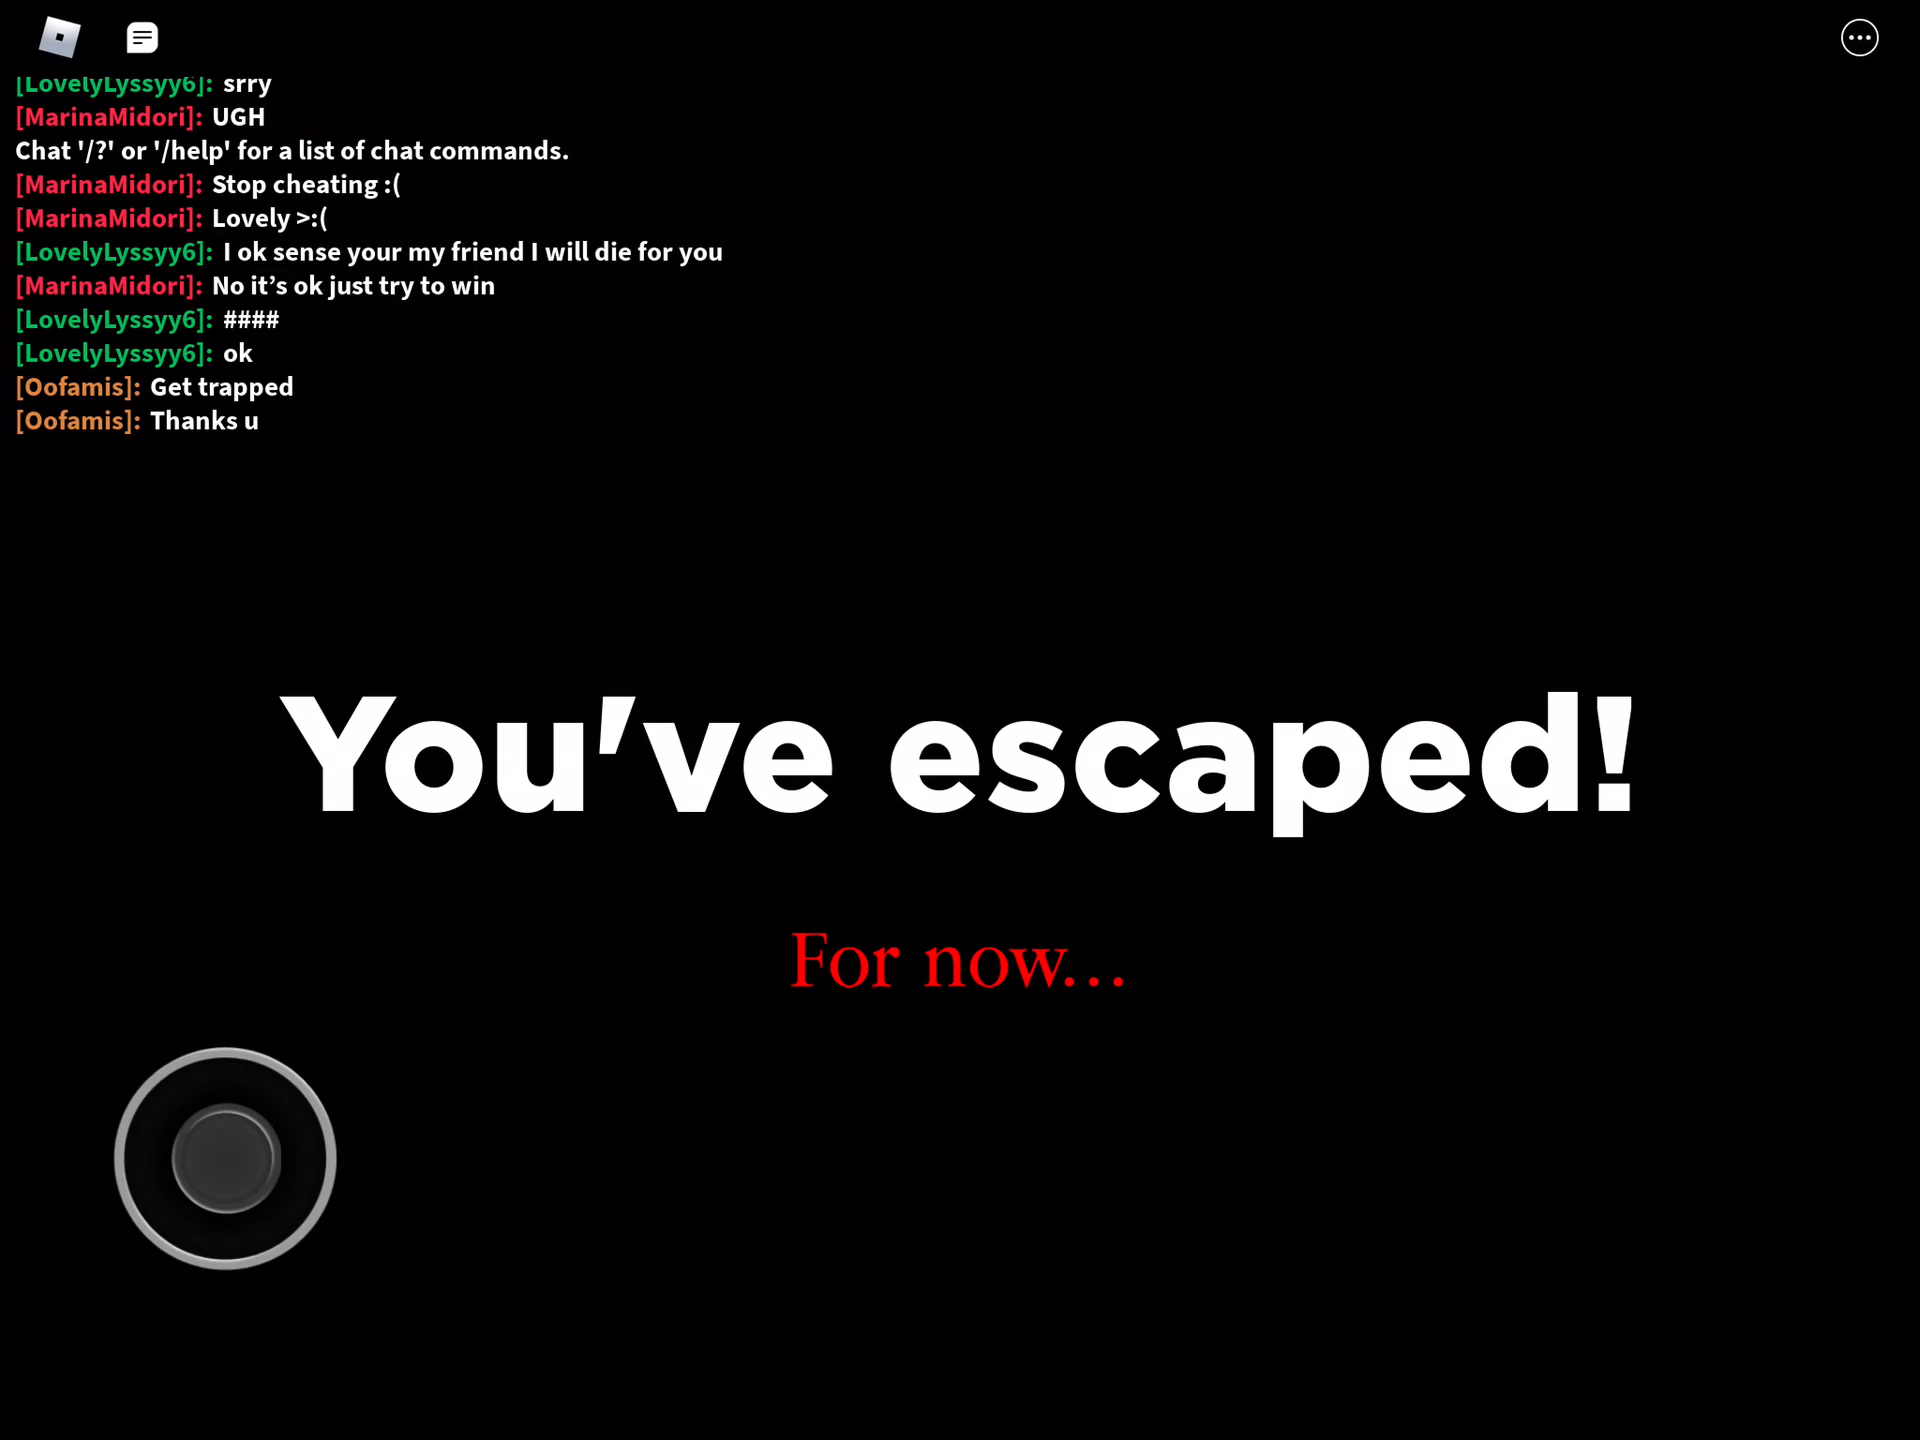 [LovelyLyssyy6]: srry
[MarinaMidori]: UGH
Chat '/?' or '/help' for a list of chat commands.
[MarinaMidori]: Stop cheating :(
[MarinaMidori]: Lovely >:(
[LovelyLyssyy6]: I ok sense your my friend I will die for you
[MarinaMidori]: No it’s ok just try to win
[LovelyLyssyy6]: ####
[LovelyLyssyy6]: ok
[Oofamis]: Get trapped
[Oofamis]: Thanks u
You've escaped!
For now...